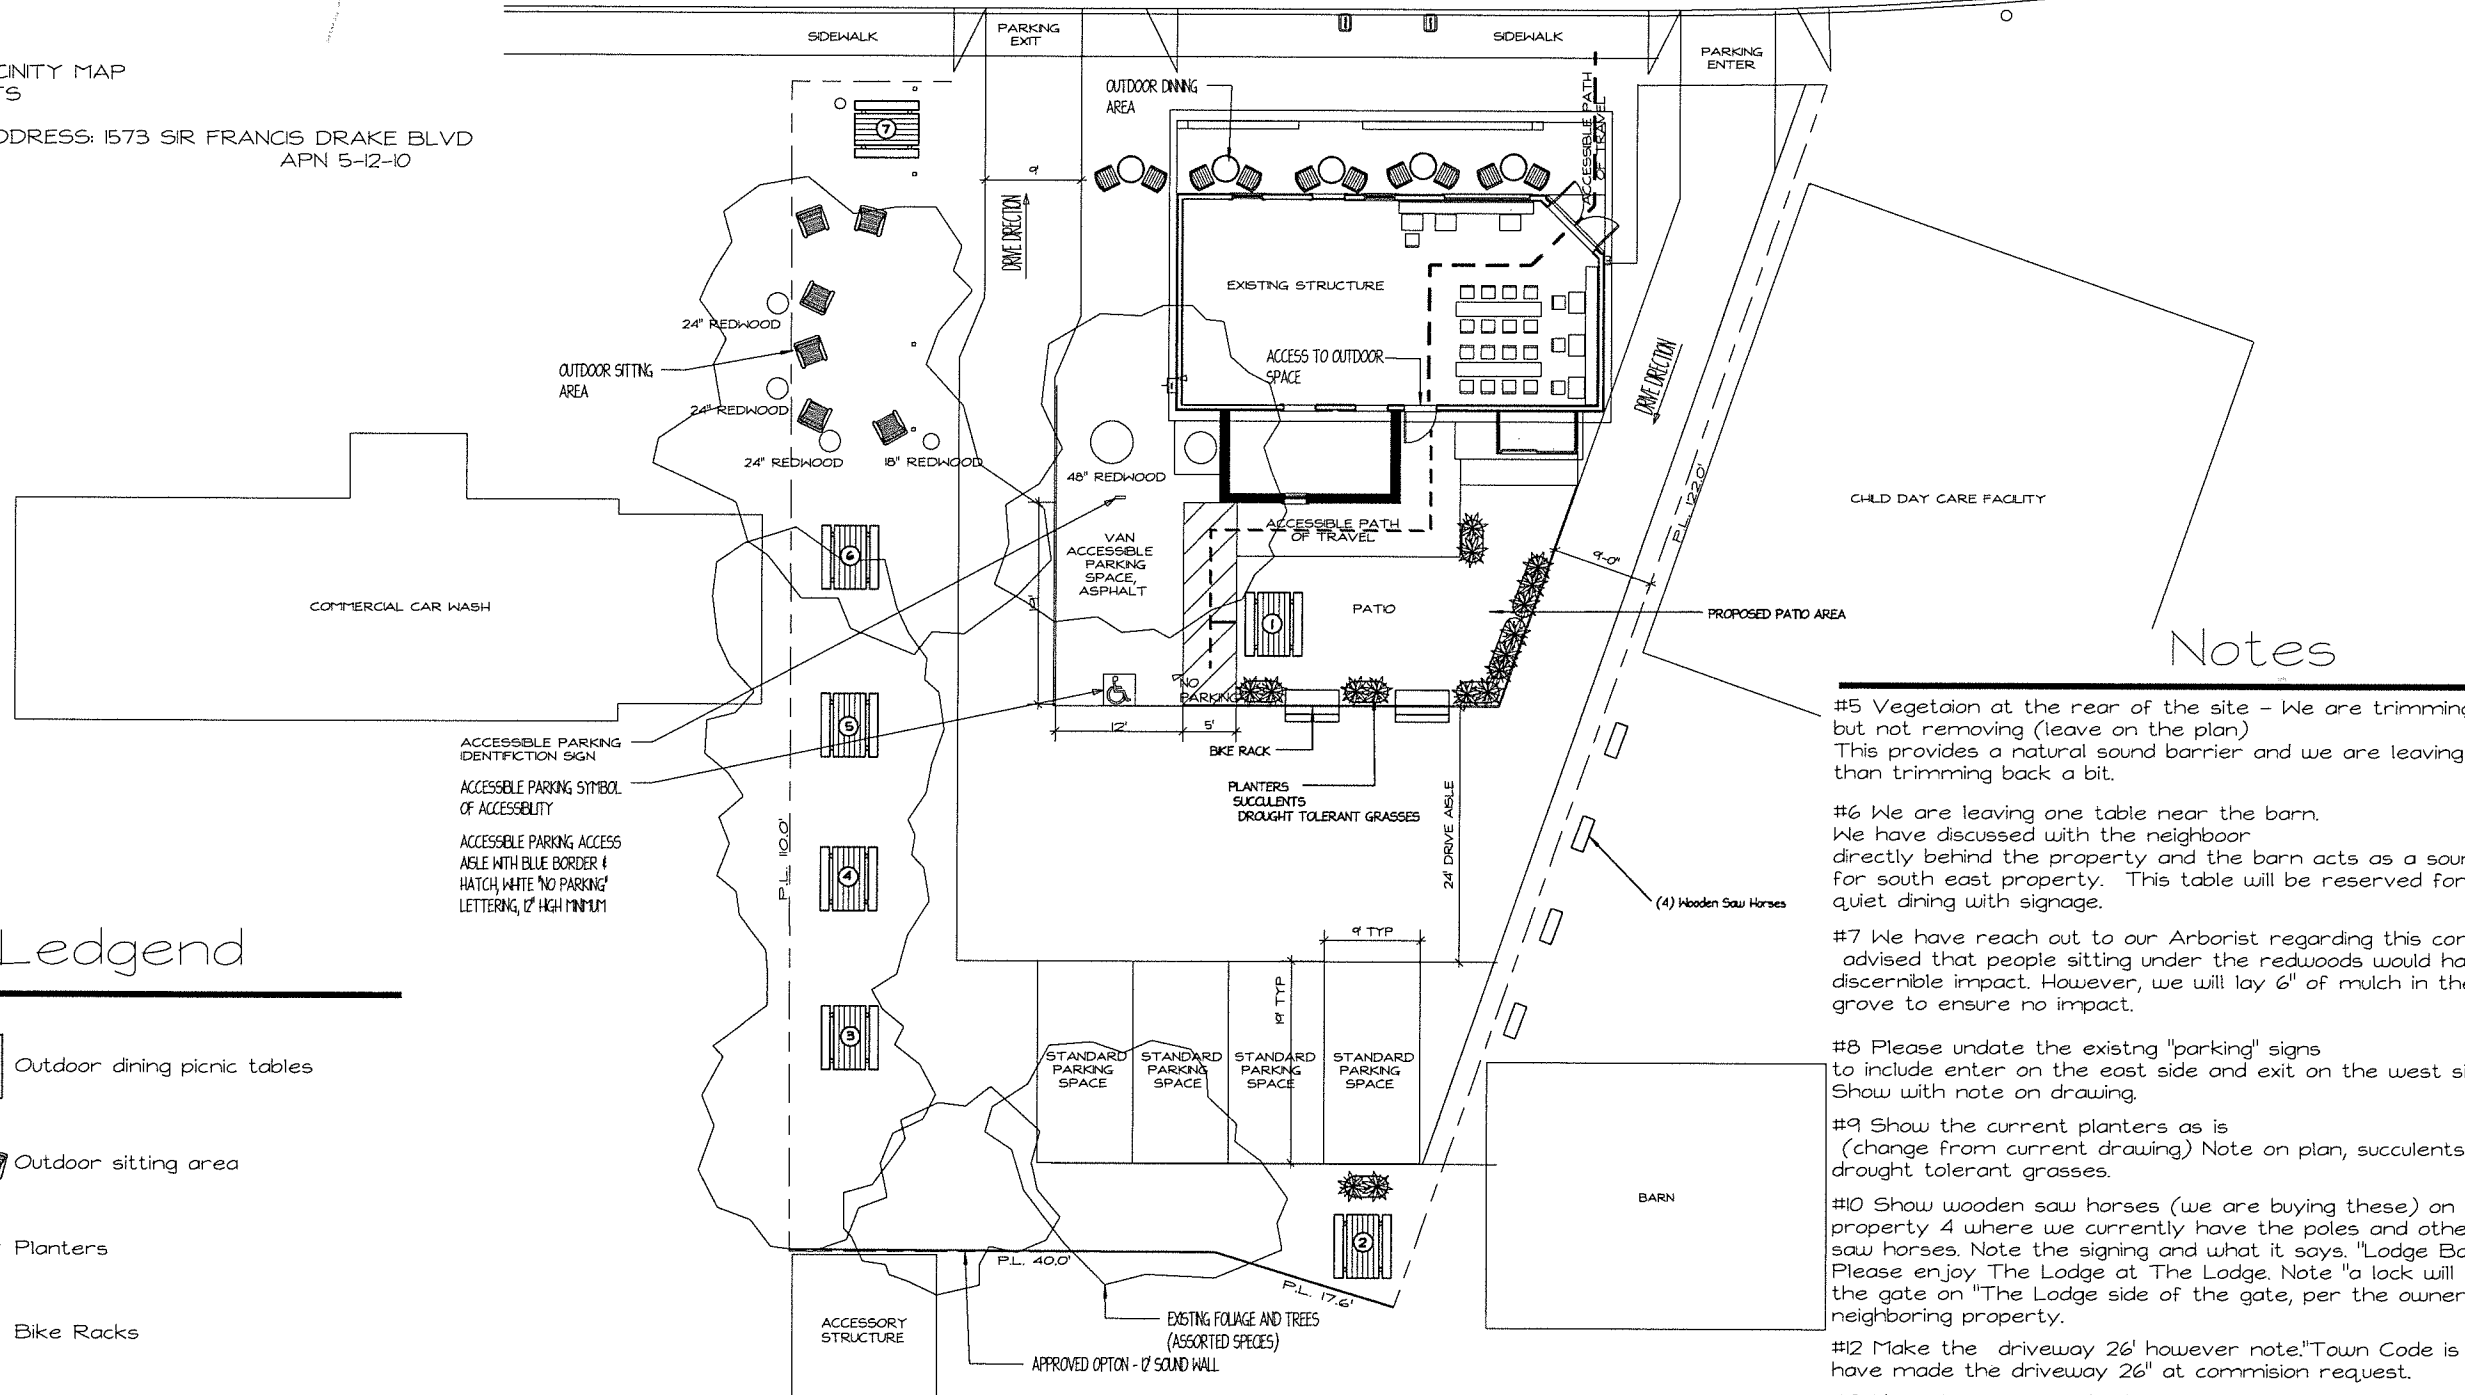 CINITY MAP
TS
DDRESS: 1573 SIR FRANCIS DRAKE BLVD
APN 5-12-10
SIDEWALK
PARKING
EXIT
SIDEWALK
PARKING
ENTER
OUTDOOR DINING
AREA
ACCESSIBLE PATH
OF TRAVEL
7
9'
DRIVE DIRECTION
EXISTING STRUCTURE
24" REDWOOD
OUTDOOR SITTING
AREA
ACCESS TO OUTDOOR
SPACE
DRIVE DIRECTION
24" REDWOOD
24" REDWOOD
18" REDWOOD
48" REDWOOD
P.L. 122.0'
CHILD DAY CARE FACILITY
ACCESSIBLE PATH
OF TRAVEL
VAN
ACCESSIBLE
PARKING
SPACE,
ASPHALT
9'-0"
6
COMMERCIAL CAR WASH
19'
1
PATIO
PROPOSED PATIO AREA
NO
PARKING
5
12'
5'
BIKE RACK
ACCESSIBLE PARKING
IDENTIFICTION SIGN
ACCESSIBLE PARKING SYMBOL
OF ACCESSIBILITY
ACCESSIBLE PARKING ACCESS
AISLE WITH BLUE BORDER &
HATCH, WHITE "NO PARKING"
LETTERING, 12" HIGH MINIMUM
PLANTERS
SUCCULENTS
DROUGHT TOLERANT GRASSES
24' DRIVE AISLE
P.L. 110.0'
4
(4) Wooden Saw Horses
9' TYP
19' TYP
3
STANDARD
PARKING
SPACE
STANDARD
PARKING
SPACE
STANDARD
PARKING
SPACE
STANDARD
PARKING
SPACE
BARN
2
P.L. 40.0'
P.L. 17.6'
ACCESSORY
STRUCTURE
EXISTING FOLIAGE AND TREES
(ASSORTED SPECIES)
APPROVED OPTON - 12' SOUND WALL
Ledgend
Outdoor dining picnic tables
Outdoor sitting area
Planters
Bike Racks
Notes
#5 Vegetaion at the rear of the site - We are trimming
but not removing (leave on the plan)
This provides a natural sound barrier and we are leaving
than trimming back a bit.
#6 We are leaving one table near the barn.
We have discussed with the neighboor
directly behind the property and the barn acts as a soun
for south east property. This table will be reserved for
quiet dining with signage.
#7 We have reach out to our Arborist regarding this con
advised that people sitting under the redwoods would ha
discernible impact. However, we will lay 6" of mulch in the
grove to ensure no impact.
#8 Please undate the existng "parking" signs
to include enter on the east side and exit on the west si
Show with note on drawing.
#9 Show the current planters as is
(change from current drawing) Note on plan, succulents
drought tolerant grasses.
#10 Show wooden saw horses (we are buying these) on
property 4 where we currently have the poles and othe
saw horses. Note the signing and what it says. "Lodge Ba
Please enjoy The Lodge at The Lodge. Note "a lock will
the gate on "The Lodge side of the gate, per the owner
neighboring property.
#12 Make the driveway 26' however note."Town Code is
have made the driveway 26" at commision request.